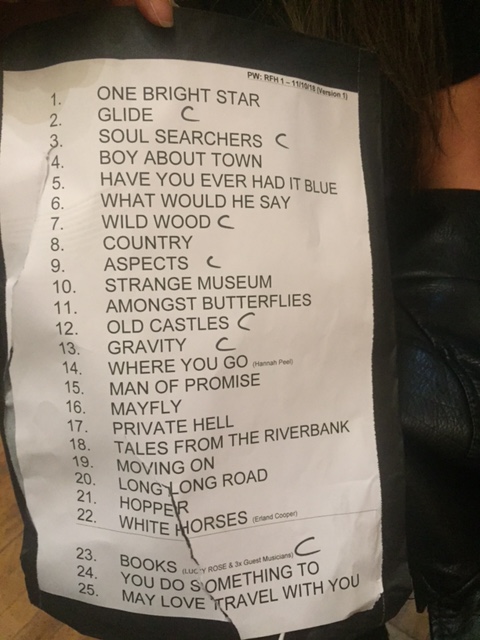 PW: RFH 1 – 11/10/18 (Version 1)
1. ONE BRIGHT STAR
2. GLIDE C
3. SOUL SEARCHERS C
4. BOY ABOUT TOWN
5. HAVE YOU EVER HAD IT BLUE
6. WHAT WOULD HE SAY
7. WILD WOOD C
8. COUNTRY
9. ASPECTS C
10. STRANGE MUSEUM
11. AMONGST BUTTERFLIES
12. OLD CASTLES C
13. GRAVITY C
14. WHERE YOU GO (Hannah Peel)
15. MAN OF PROMISE
16. MAYFLY
17. PRIVATE HELL
18. TALES FROM THE RIVERBANK
19. MOVING ON
20. LONG LONG ROAD
21. HOPPER
22. WHITE HORSES (Erland Cooper)
23. BOOKS (LUCY ROSE & 3x Guest Musicians) C
24. YOU DO SOMETHING TO
25. MAY LOVE TRAVEL WITH YOU